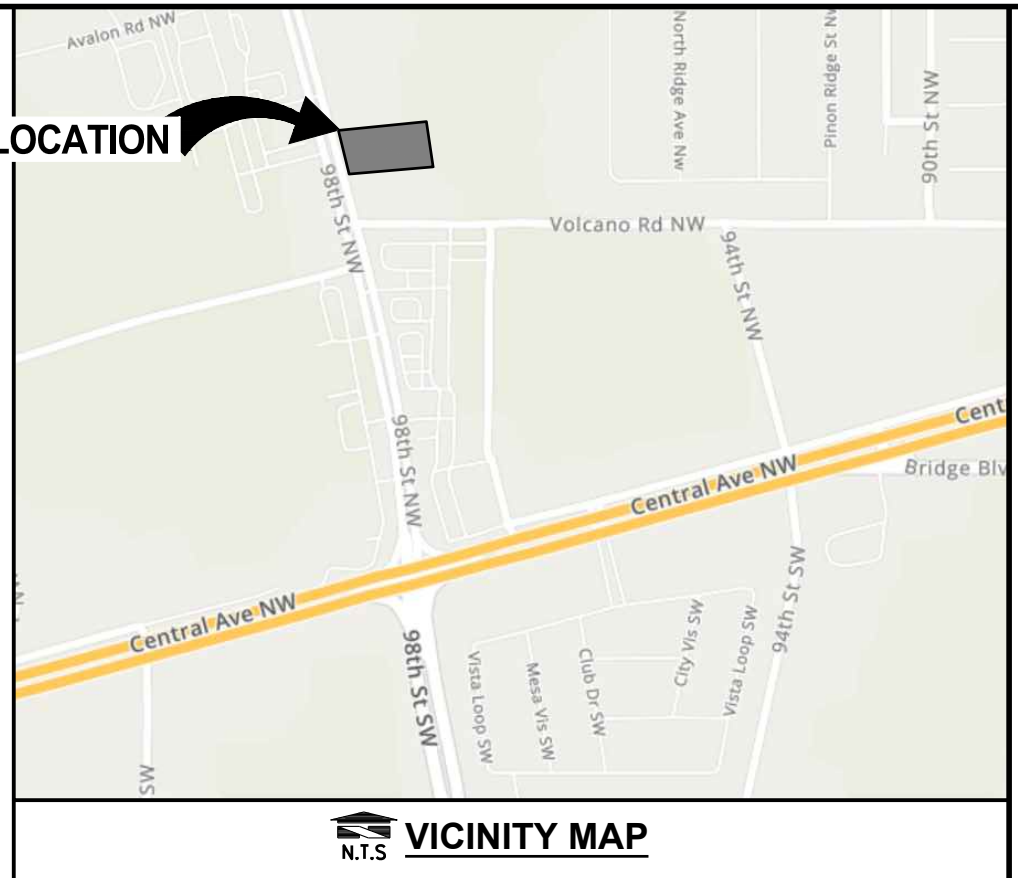 Avalon Rd NW
North Ridge Ave Nw
Pinon Ridge St N
90th St NW
LOCATION
98th St NW
Volcano Rd NW
94th St NW
98th St NW
Cent
Central Ave NW
Bridge Blv
Central Ave NW
94th St SW
98th St SW
Vista Loop SW
Mesa Vis SW
Club Dr SW
City Vis SW
Vista Loop SW
SW
N.T.S
VICINITY MAP